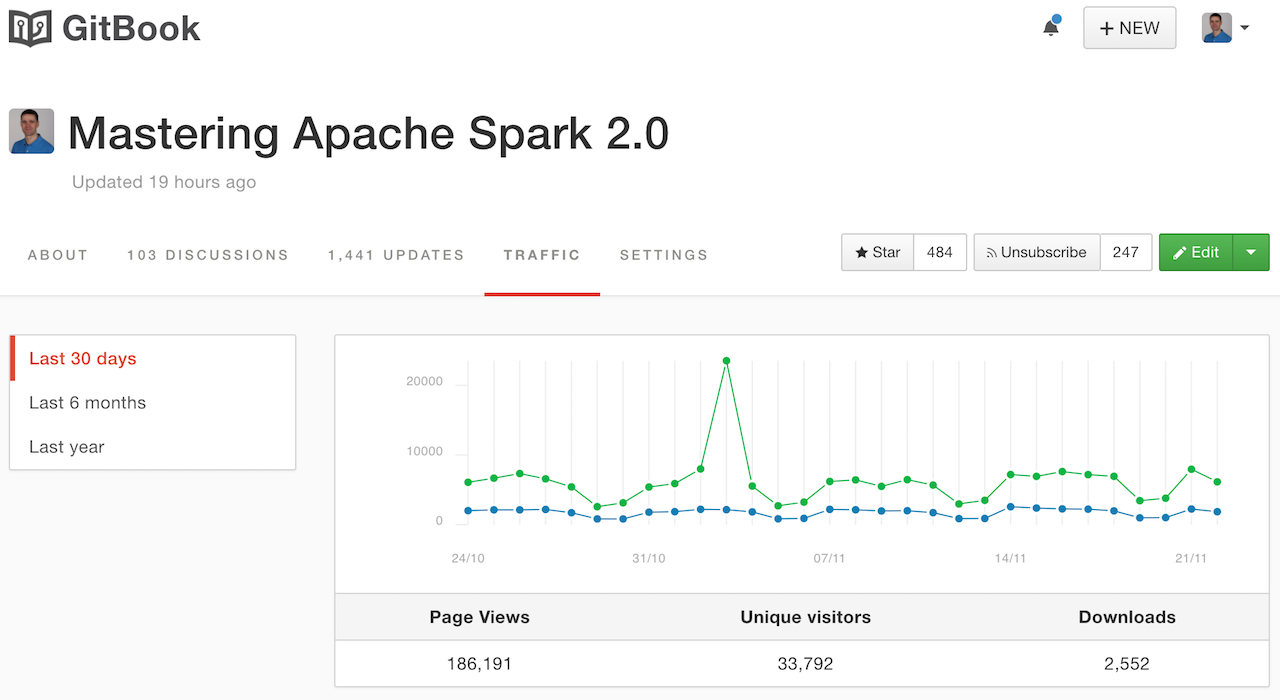 GitBook
+ NEW
Mastering Apache Spark 2.0
Updated 19 hours ago
ABOUT 103 DISCUSSIONS 1,441 UPDATES TRAFFIC SETTINGS
Star 484 Unsubscribe 247 Edit
Last 30 days
Last 6 months
Last year
20000
10000
0
24/10 31/10 07/11 14/11 21/11
Page Views Unique visitors Downloads
186,191 33,792 2,552